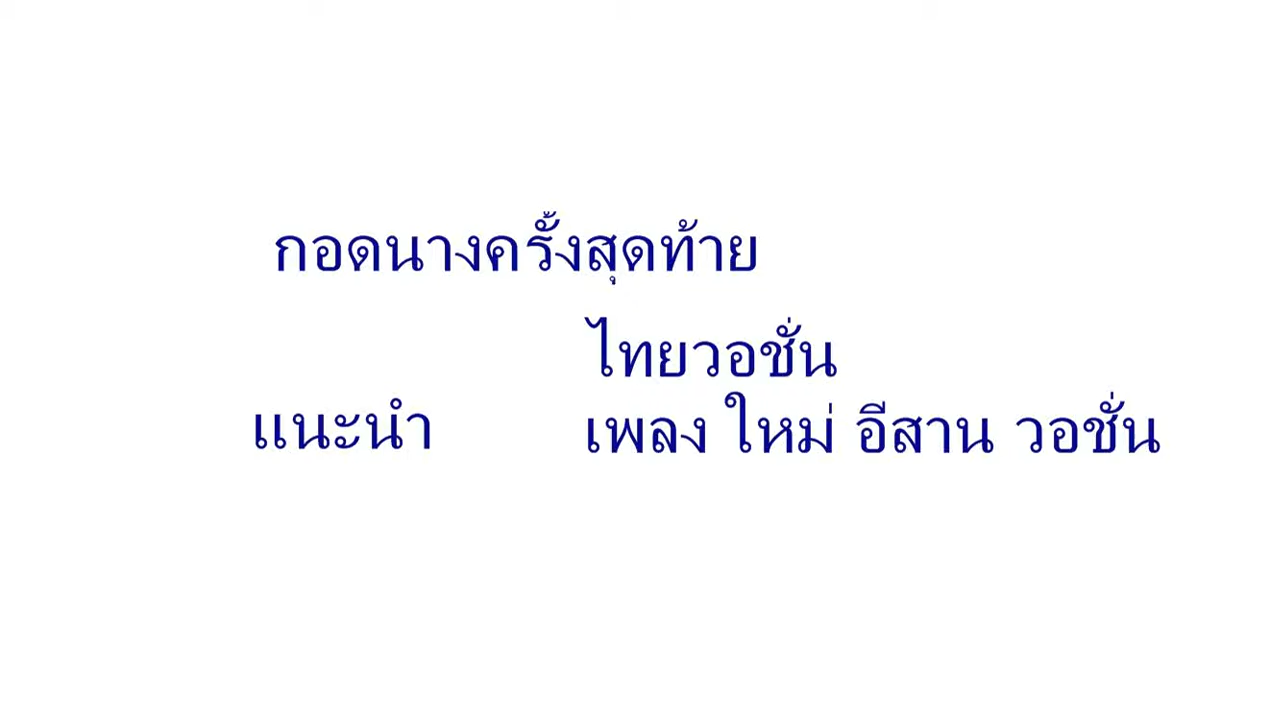 กอดนางครั้งสุดท้าย
ไทยวอชั่น
แนะนำ เพลง ใหม่ อีสาน วอชั่น